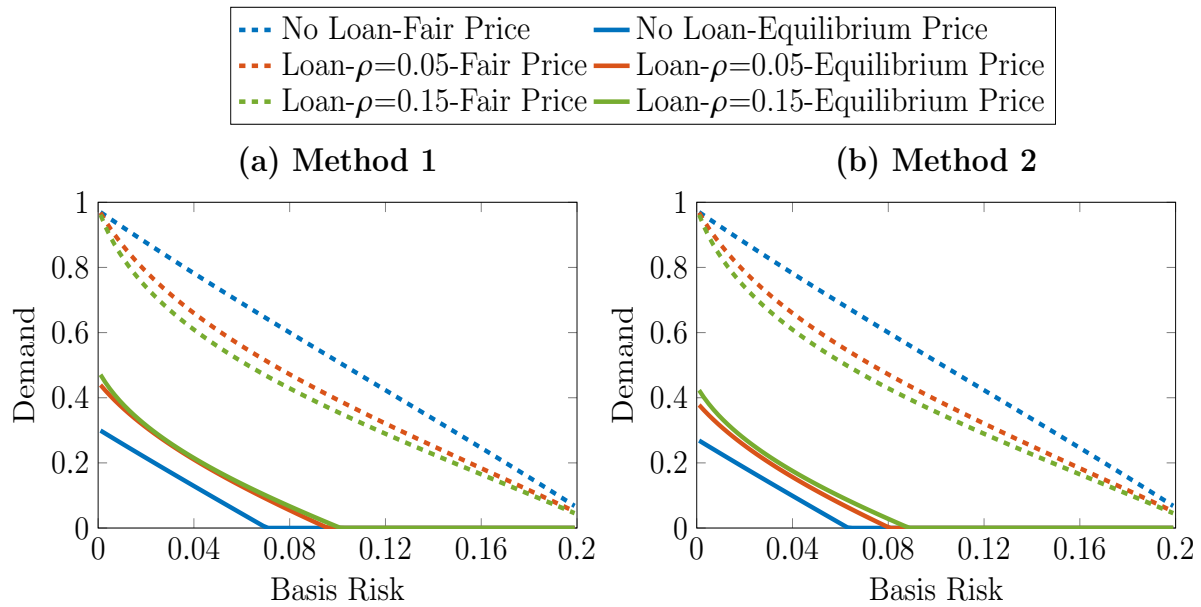 No Loan-Fair Price No Loan-Equilibrium Price
Loan-ρ=0.05-Fair Price Loan-ρ=0.05-Equilibrium Price
Loan-ρ=0.15-Fair Price Loan-ρ=0.15-Equilibrium Price
(a) Method 1
1
0.8
0.6
0.4
0.2
0
Demand
0 0.04 0.08 0.12 0.16 0.2
Basis Risk
(b) Method 2
1
0.8
0.6
0.4
0.2
0
Demand
0 0.04 0.08 0.12 0.16 0.2
Basis Risk